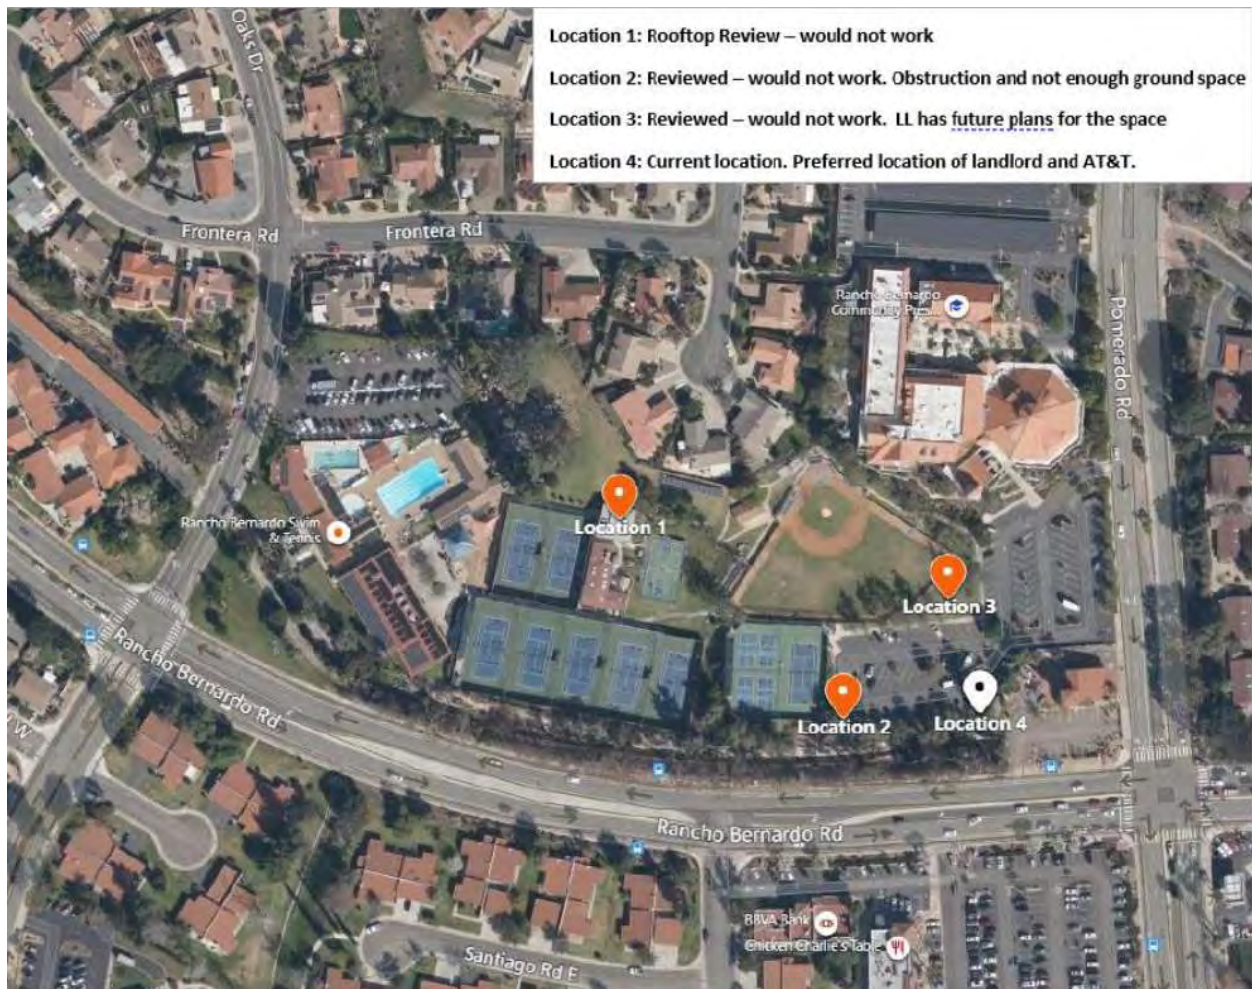 Location 1: Rooftop Review – would not work
Location 2: Reviewed – would not work. Obstruction and not enough ground space
Location 3: Reviewed – would not work.  LL has future plans for the space
Location 4: Current location. Preferred location of landlord and AT&T.
Oaks Dr
Frontera Rd
Frontera Rd
Rancho Bernardo
Community Pres...
Pomerado Rd
Location 1
Rancho Bernardo Swim
& Tennis
Location 3
Location 2
Location 4
Rancho Bernardo Rd
W
Rancho Bernardo Rd
BBVA Bank
Chicken Charlie's Table
Santiago Rd E